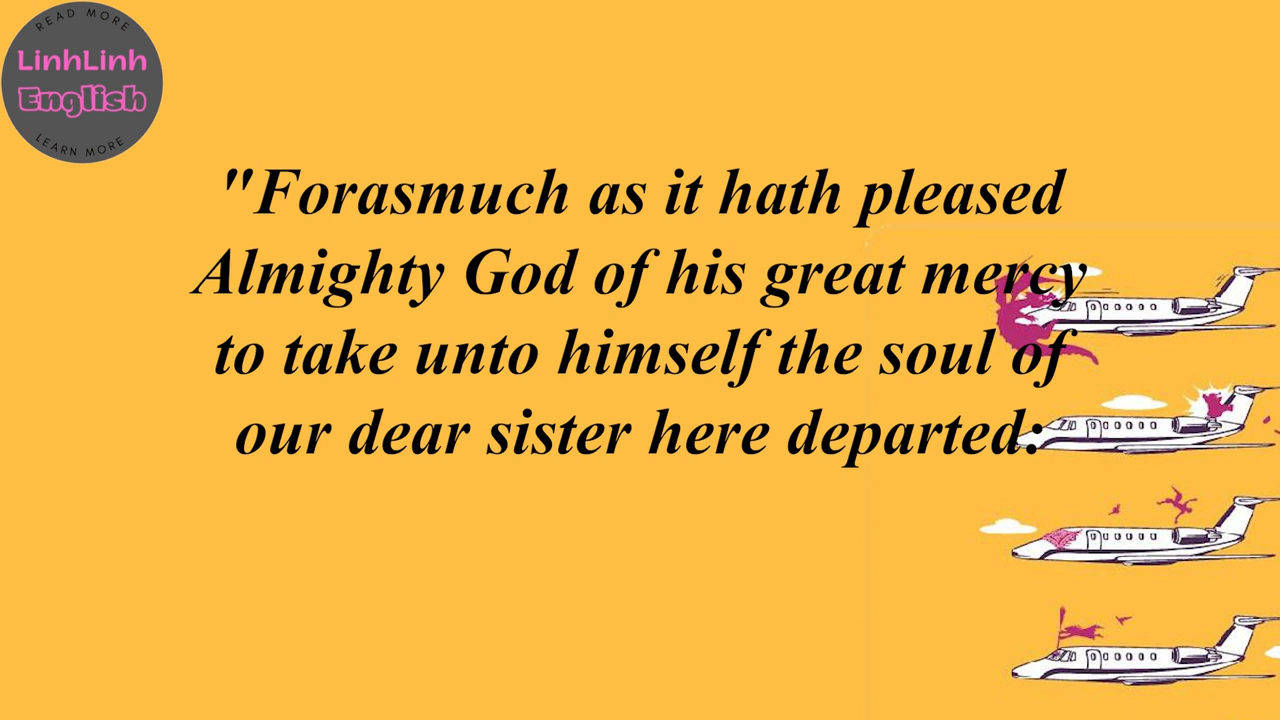 READ MORE
LinhLinh
English
LEARN MORE
"Forasmuch as it hath pleased
Almighty God of his great mercy
to take unto himself the soul of
our dear sister here departed: